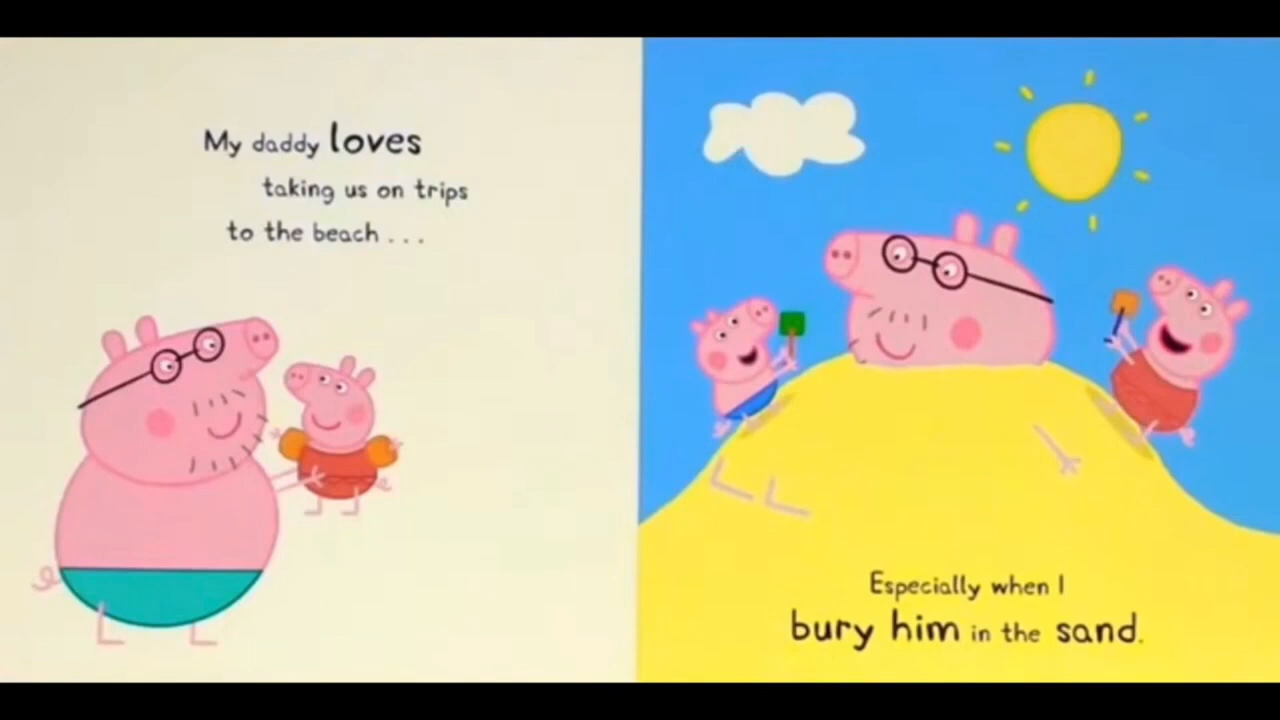 My daddy loves
taking us on trips
to the beach . . .
Especially when I
bury him in the sand.